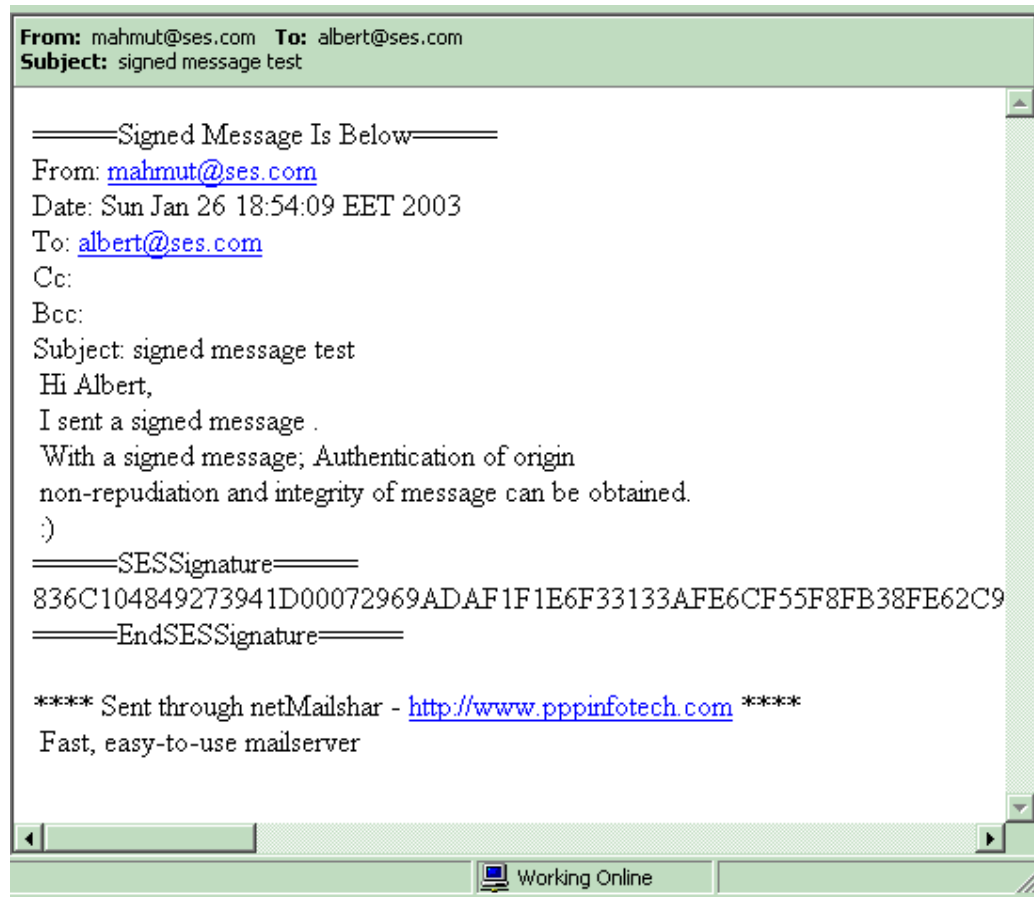 From: mahmut@ses.com To: albert@ses.com
Subject: signed message test
======Signed Message Is Below======
From: mahmut@ses.com
Date: Sun Jan 26 18:54:09 EET 2003
To: albert@ses.com
Cc:
Bcc:
Subject: signed message test
Hi Albert,
I sent a signed message .
With a signed message; Authentication of origin
non-repudiation and integrity of message can be obtained.
:)
======SESSignature======
836C104849273941D00072969ADAF1F1E6F33133AFE6CF55F8FB38FE62C9
======EndSESSignature======
**** Sent through netMailshar - http://www.pppinfotech.com ****
Fast, easy-to-use mailserver
Working Online